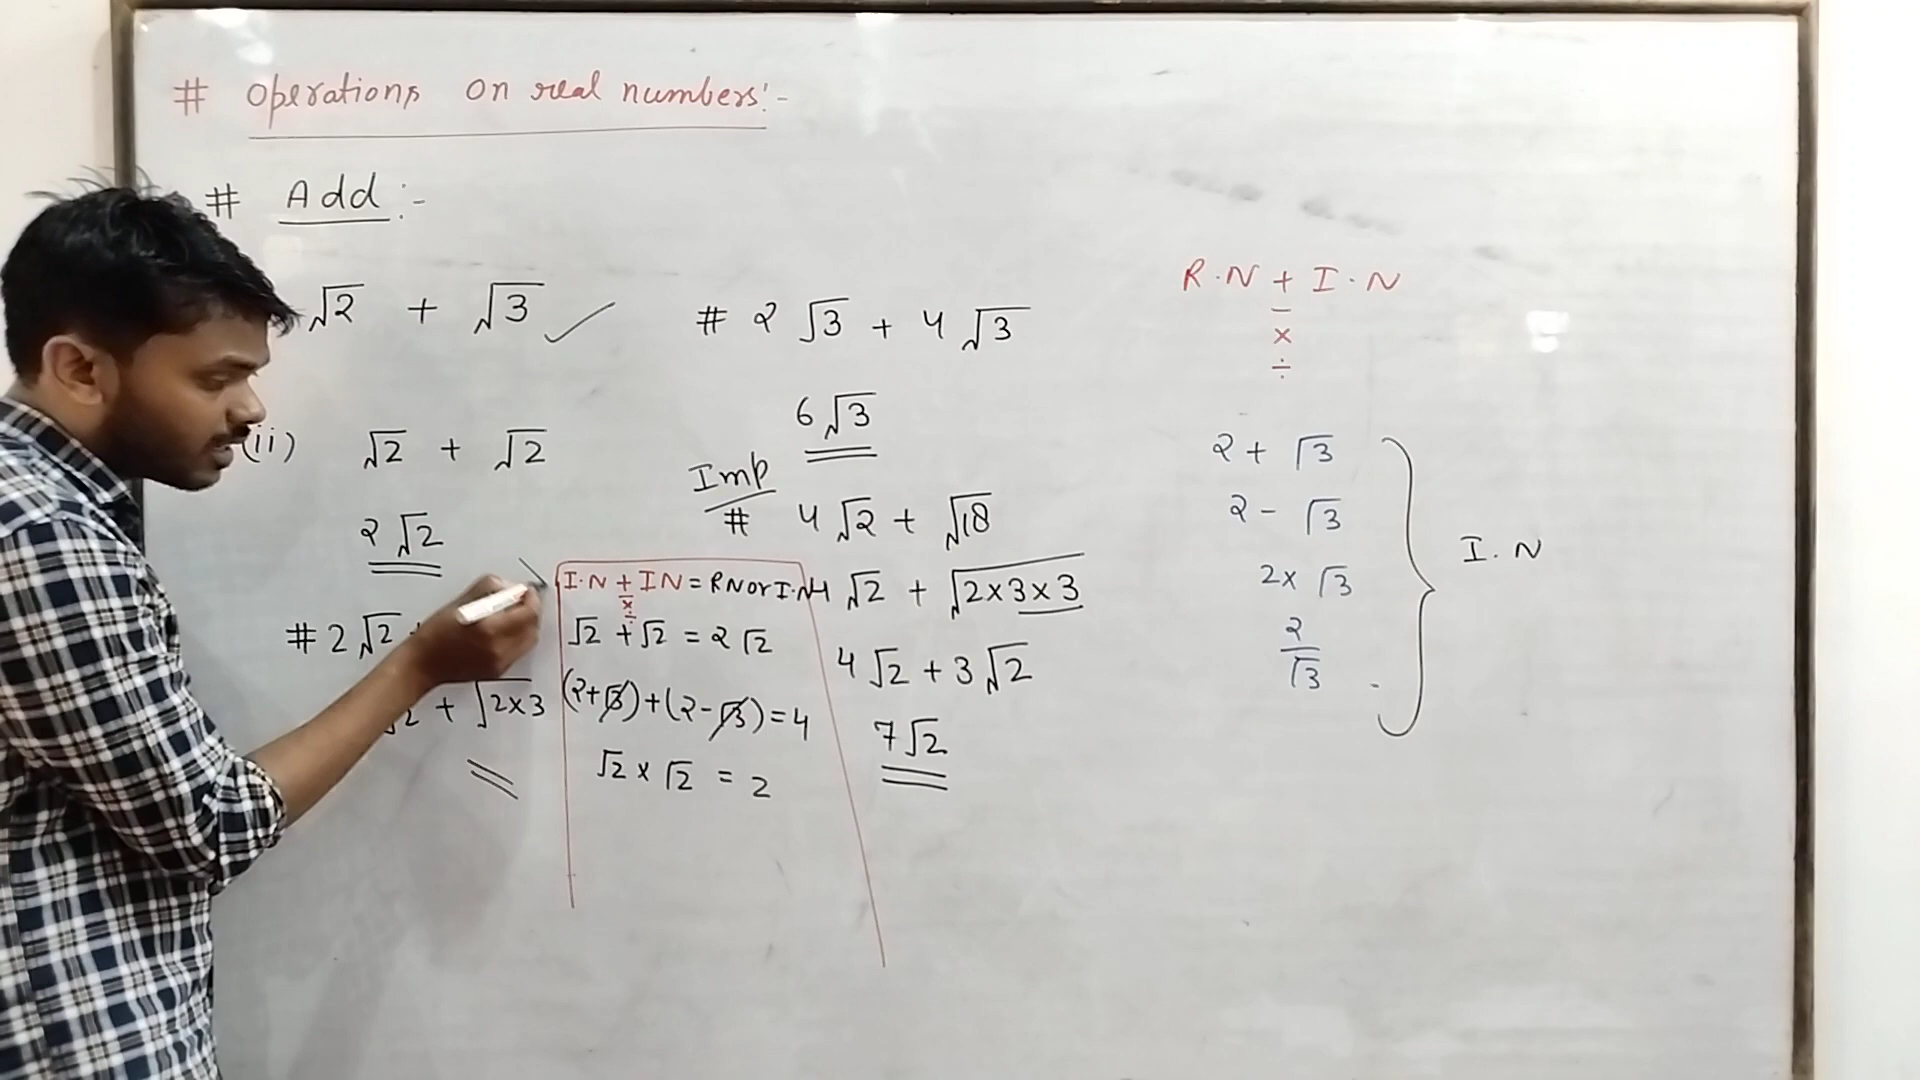 # Operations on real numbers:-
# Add :-
√2 + √3 ✓
(ii) √2 + √2
2√2
#2√2
√2 + √2×3
# 2√3 + 4√3
6√3
Imp
# 4√2 + √18
4√2 + √2×3×3
4√2 + 3√2
7√2
I.N + IN = RN or I.N
×
÷
√2 + √2 = 2√2
(2+√3)+(2-√3)=4
√2 × √2 = 2
R.N + I.N
−
×
÷
2 + √3
2 - √3
2× √3
2/√3
I.N